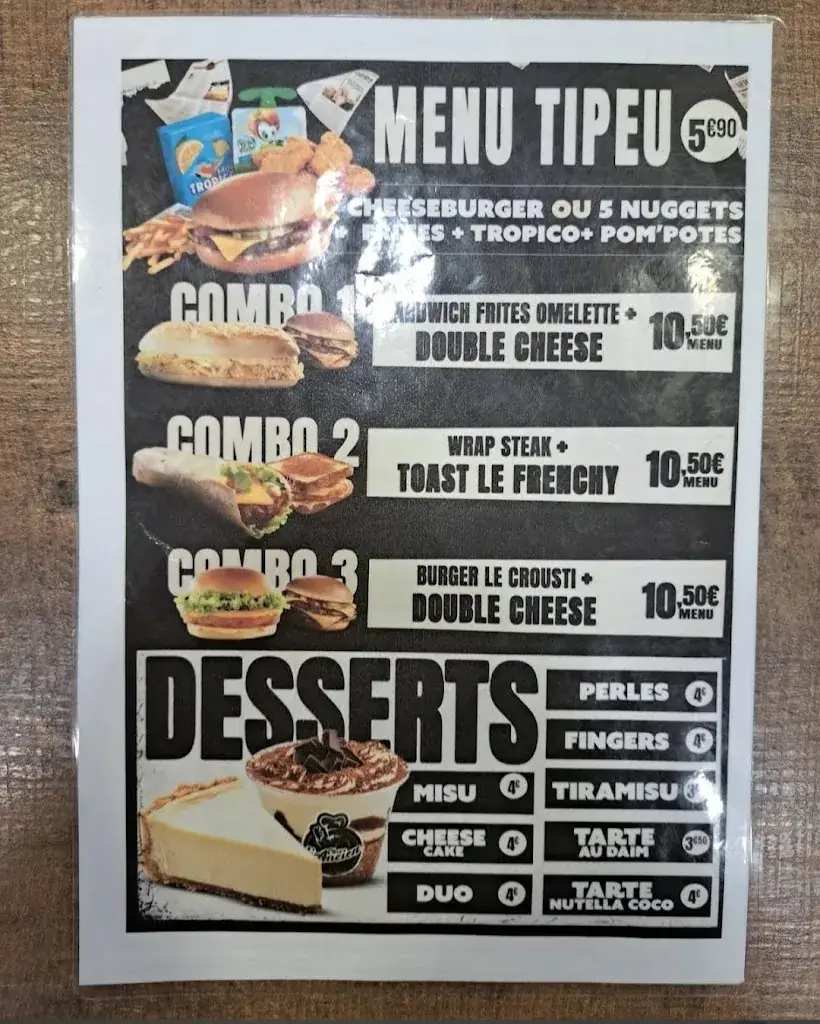 MENU TIPEU 5€90
CHEESEBURGER OU 5 NUGGETS
+ FRITES + TROPICO+ POM'POTES
TROPICO
COMBO 1
SANDWICH FRITES OMELETTE +
DOUBLE CHEESE
10,50€
MENU
COMBO 2
WRAP STEAK +
TOAST LE FRENCHY
10,50€
MENU
COMBO 3
BURGER LE CROUSTI +
DOUBLE CHEESE
10,50€
MENU
DESSERTS
MISU 4€
CHEESE
CAKE 4€
DUO 4€
PERLES 4€
FINGERS 4€
TIRAMISU
TARTE
AU DAIM 3€50
TARTE
NUTELLA COCO 4€